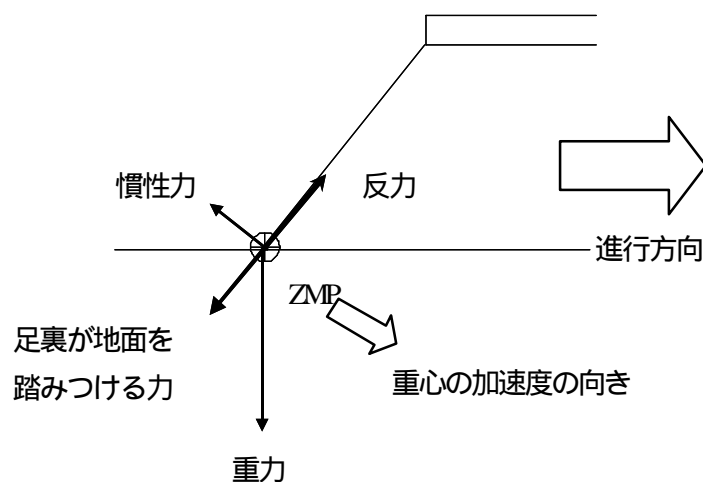 慣性力
反力
進行方向
ZMP
足裏が地面を
踏みつける力
重心の加速度の向き
重力